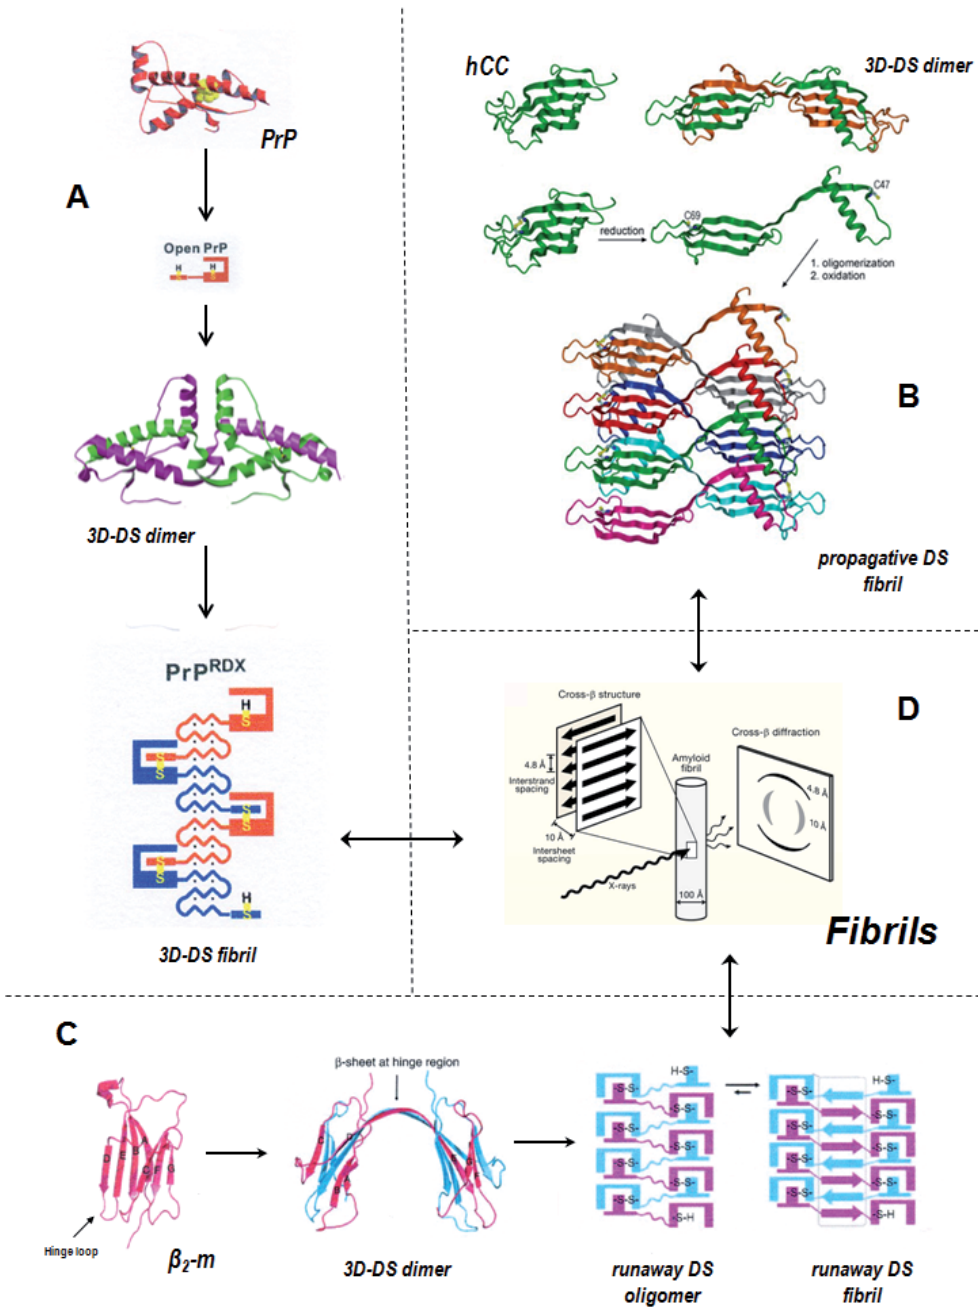 PrP
A
Open PrP
H
H
S
S
3D-DS dimer
PrPRDX
H
S
S
S
S
S
S
S
H
S
3D-DS fibril
hCC
3D-DS dimer
C47
C69
reduction
1. oligomerization
2. oxidation
B
propagative DS
fibril
D
Cross-β structure
Cross-β diffraction
4.8 Å
Interstrand
spacing
10 Å
Intersheet
spacing
Amyloid
fibril
X-rays
100 Å
4.8 Å
10 Å
Fibrils
C
D
E
B
A
C
F
G
Hinge loop
β2-m
β-sheet at hinge region
3D-DS dimer
H-S-
-S-S-
-S-S-
-S-S-
-S-S-
-S-S-
-S-S-
-S-S-
-S-H
runaway DS
oligomer
H-S-
-S-S-
-S-S-
-S-S-
-S-S-
-S-S-
-S-S-
-S-S-
-S-H
runaway DS
fibril